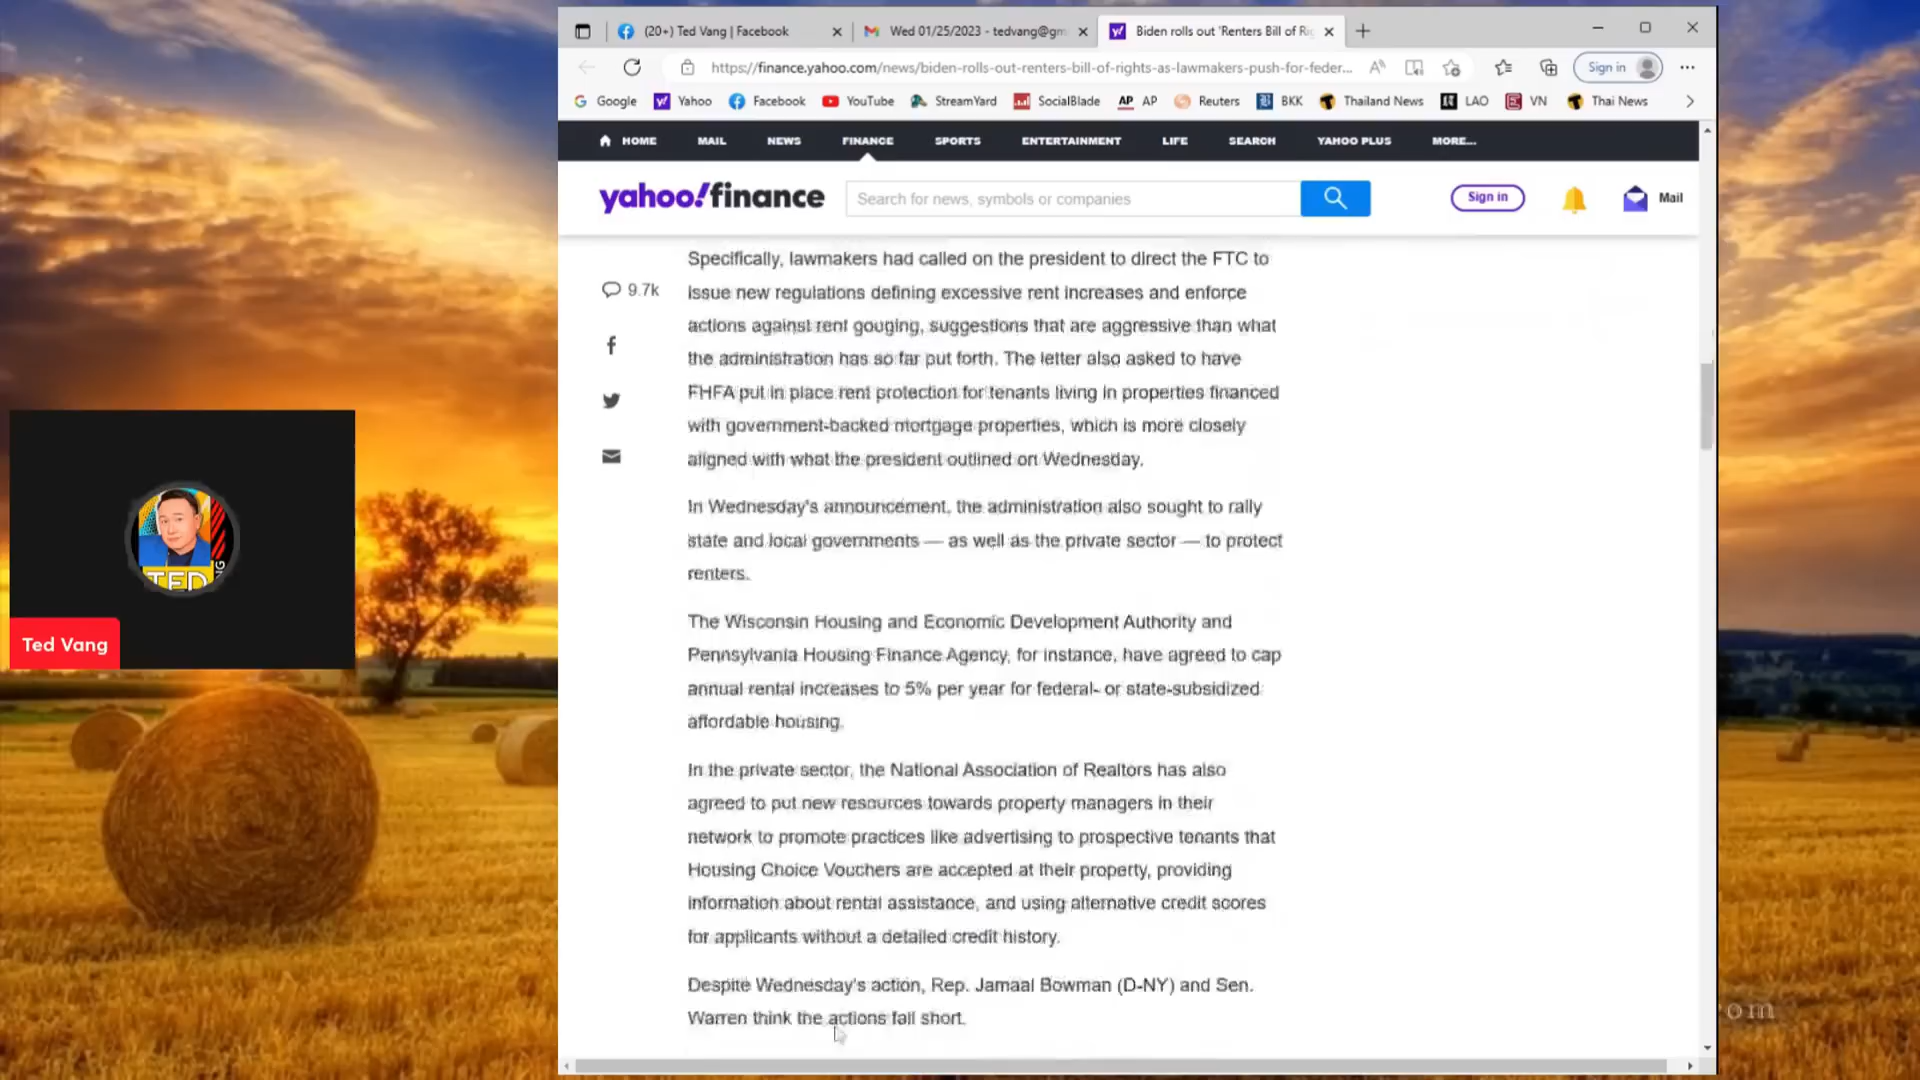 (20+) Ted Vang | Facebook
Wed 01/25/2023 - tedvang@gm
Biden rolls out 'Renters Bill of Ri
https://finance.yahoo.com/news/biden-rolls-out-renters-bill-of-rights-as-lawmakers-push-for-feder...
Sign in
Google Yahoo Facebook YouTube StreamYard SocialBlade AP AP Reuters BKK Thailand News LAO VN Thai News
HOME MAIL NEWS FINANCE SPORTS ENTERTAINMENT LIFE SEARCH YAHOO PLUS MORE...
yahoo!finance
Search for news, symbols or companies
Sign in
Mail
9.7k
Specifically, lawmakers had called on the president to direct the FTC to
issue new regulations defining excessive rent increases and enforce
actions against rent gouging, suggestions that are aggressive than what
the administration has so far put forth. The letter also asked to have
FHFA put in place rent protection for tenants living in properties financed
with government-backed mortgage properties, which is more closely
aligned with what the president outlined on Wednesday.
In Wednesday's announcement, the administration also sought to rally
state and local governments — as well as the private sector — to protect
renters.
The Wisconsin Housing and Economic Development Authority and
Pennsylvania Housing Finance Agency, for instance, have agreed to cap
annual rental increases to 5% per year for federal- or state-subsidized
affordable housing.
In the private sector, the National Association of Realtors has also
agreed to put new resources towards property managers in their
network to promote practices like advertising to prospective tenants that
Housing Choice Vouchers are accepted at their property, providing
information about rental assistance, and using alternative credit scores
for applicants without a detailed credit history.
Despite Wednesday's action, Rep. Jamaal Bowman (D-NY) and Sen.
Warren think the actions fall short.
TED
NG
Ted Vang
om